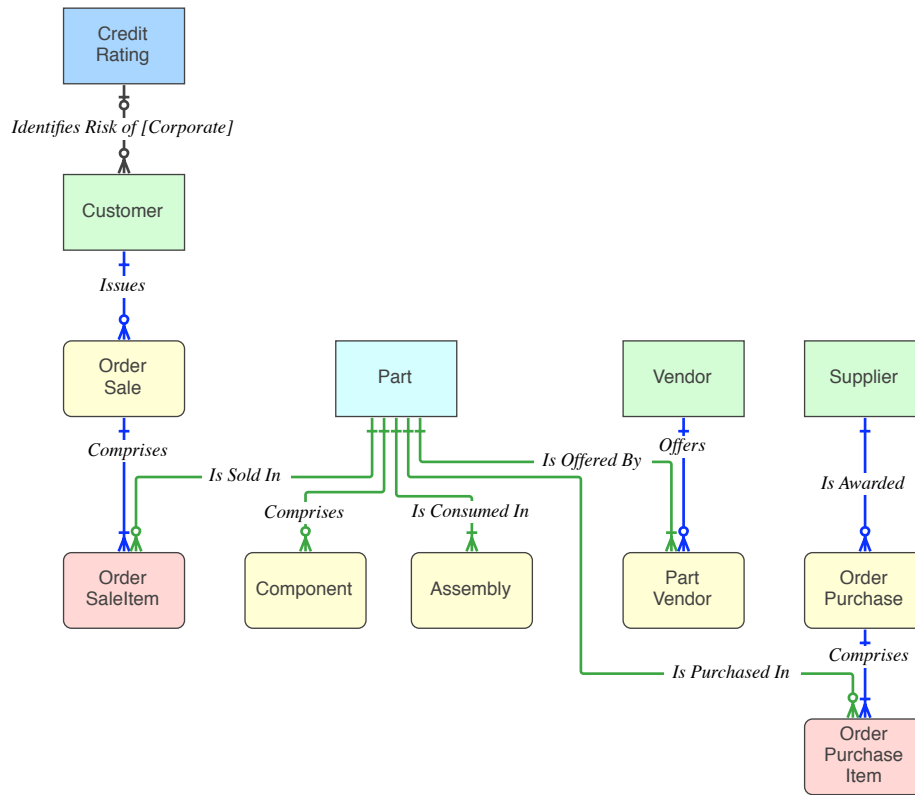 Credit
Rating
Identifies Risk of [Corporate]
Customer
Issues
Order
Sale
Part
Vendor
Supplier
Comprises
Offers
Is Sold In
Is Offered By
Is Awarded
Comprises
Is Consumed In
Order
SaleItem
Component
Assembly
Part
Vendor
Order
Purchase
Comprises
Is Purchased In
Order
Purchase
Item